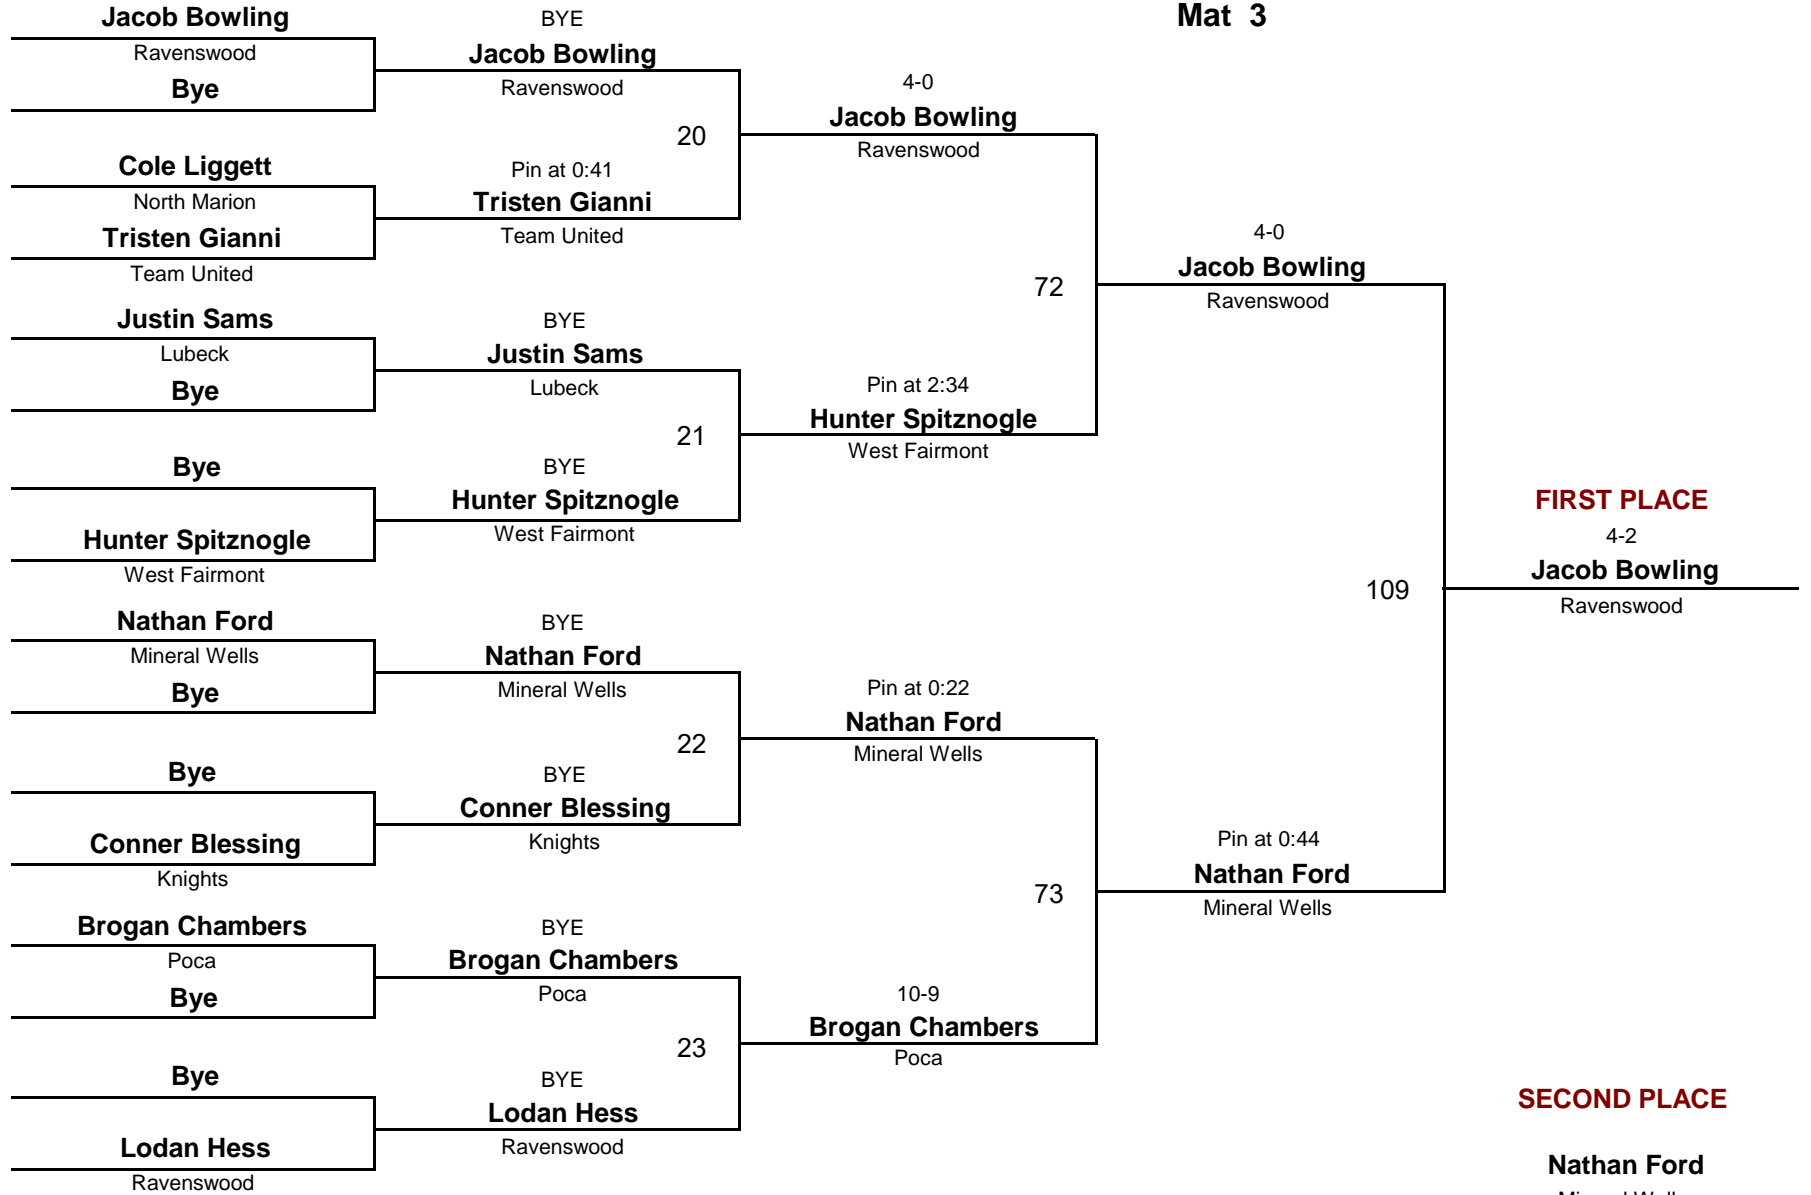 Mat 3
Jacob Bowling
Ravenswood
Bye
Cole Liggett
North Marion
Tristen Gianni
Team United
Justin Sams
Lubeck
Bye
Bye
Hunter Spitznogle
West Fairmont
Nathan Ford
Mineral Wells
Bye
Bye
Conner Blessing
Knights
Brogan Chambers
Poca
Bye
Bye
Lodan Hess
Ravenswood
BYE
Jacob Bowling
Ravenswood
20
Pin at 0:41
Tristen Gianni
Team United
BYE
Justin Sams
Lubeck
21
BYE
Hunter Spitznogle
West Fairmont
BYE
Nathan Ford
Mineral Wells
22
BYE
Conner Blessing
Knights
BYE
Brogan Chambers
Poca
23
BYE
Lodan Hess
Ravenswood
4-0
Jacob Bowling
Ravenswood
72
Pin at 2:34
Hunter Spitznogle
West Fairmont
Pin at 0:22
Nathan Ford
Mineral Wells
73
10-9
Brogan Chambers
Poca
4-0
Jacob Bowling
Ravenswood
109
Pin at 0:44
Nathan Ford
Mineral Wells
FIRST PLACE
4-2
Jacob Bowling
Ravenswood
SECOND PLACE
Nathan Ford
Mineral Wells